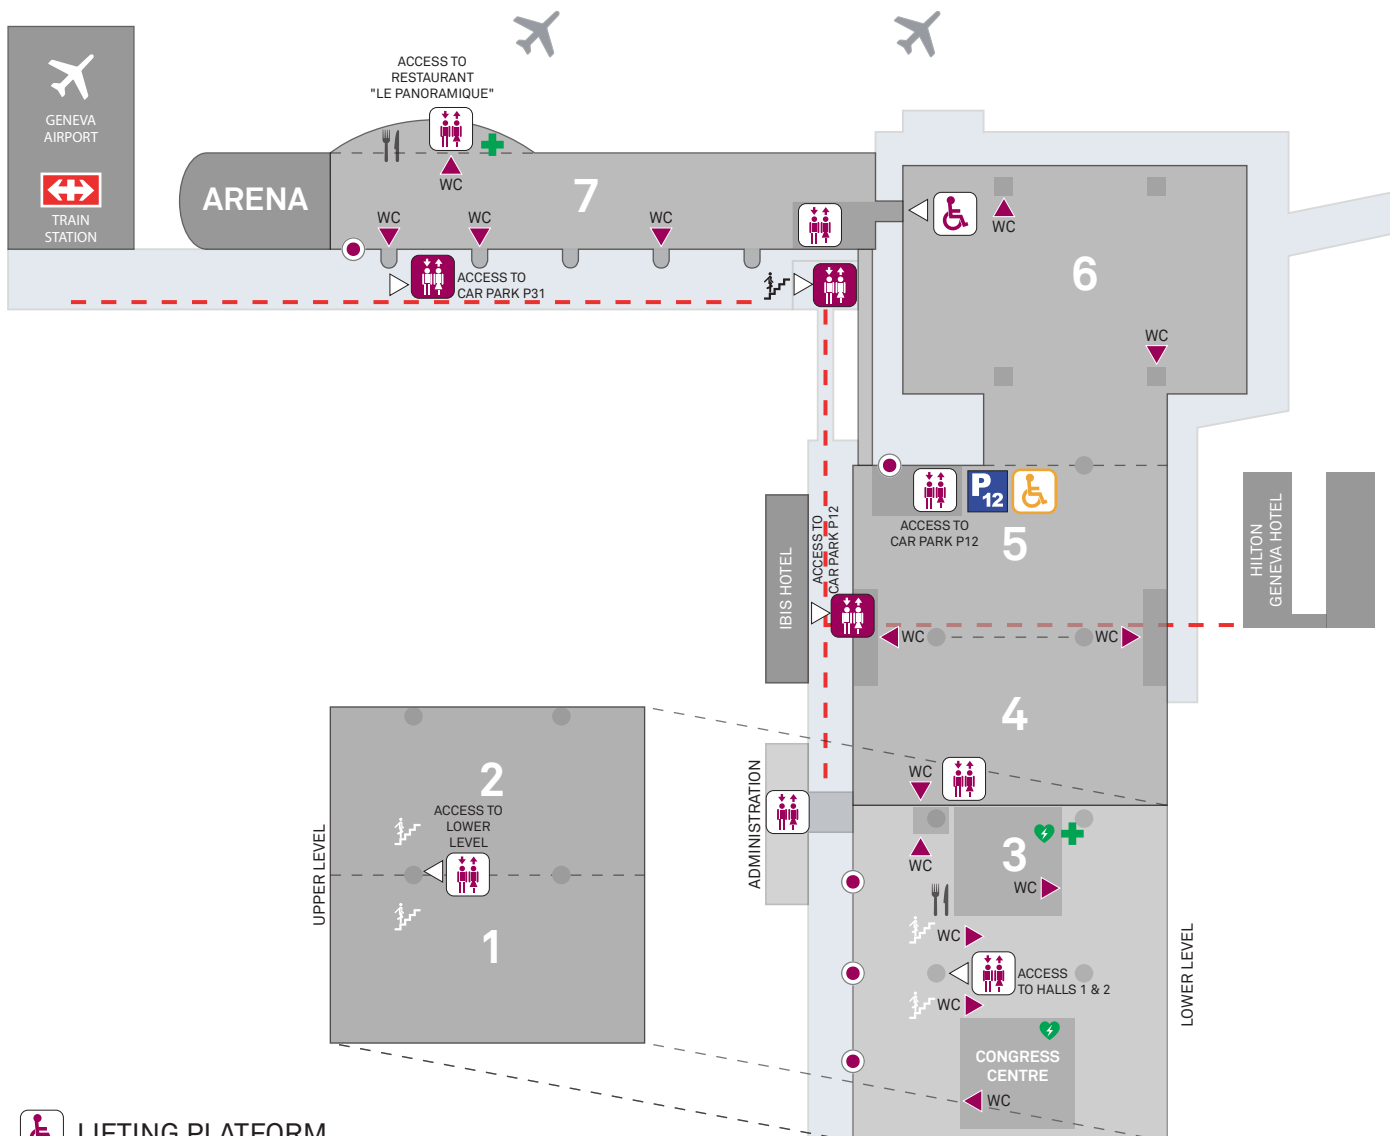 GENEVA
AIRPORT
TRAIN
STATION
ACCESS TO
RESTAURANT
"LE PANORAMIQUE"
WC
ARENA
7
WC
WC
WC
ACCESS TO
CAR PARK P31
WC
6
WC
ACCESS TO
CAR PARK P12
P
12
ACCESS TO
CAR PARK P12
5
IBIS HOTEL
HILTON
GENEVA HOTEL
WC
WC
4
WC
2
ACCESS TO
LOWER
LEVEL
UPPER LEVEL
1
ADMINISTRATION
3
WC
WC
WC
ACCESS
TO HALLS 1 & 2
WC
LOWER LEVEL
CONGRESS
CENTRE
WC
LIFTING PLATFORM